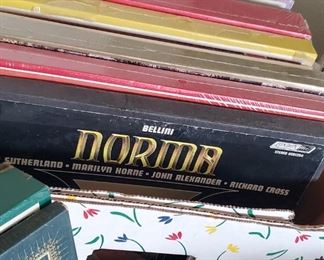 BELLINI
NORMA
SUTHERLAND • MARILYN HORNE • JOHN ALEXANDER • RICHARD CROSS